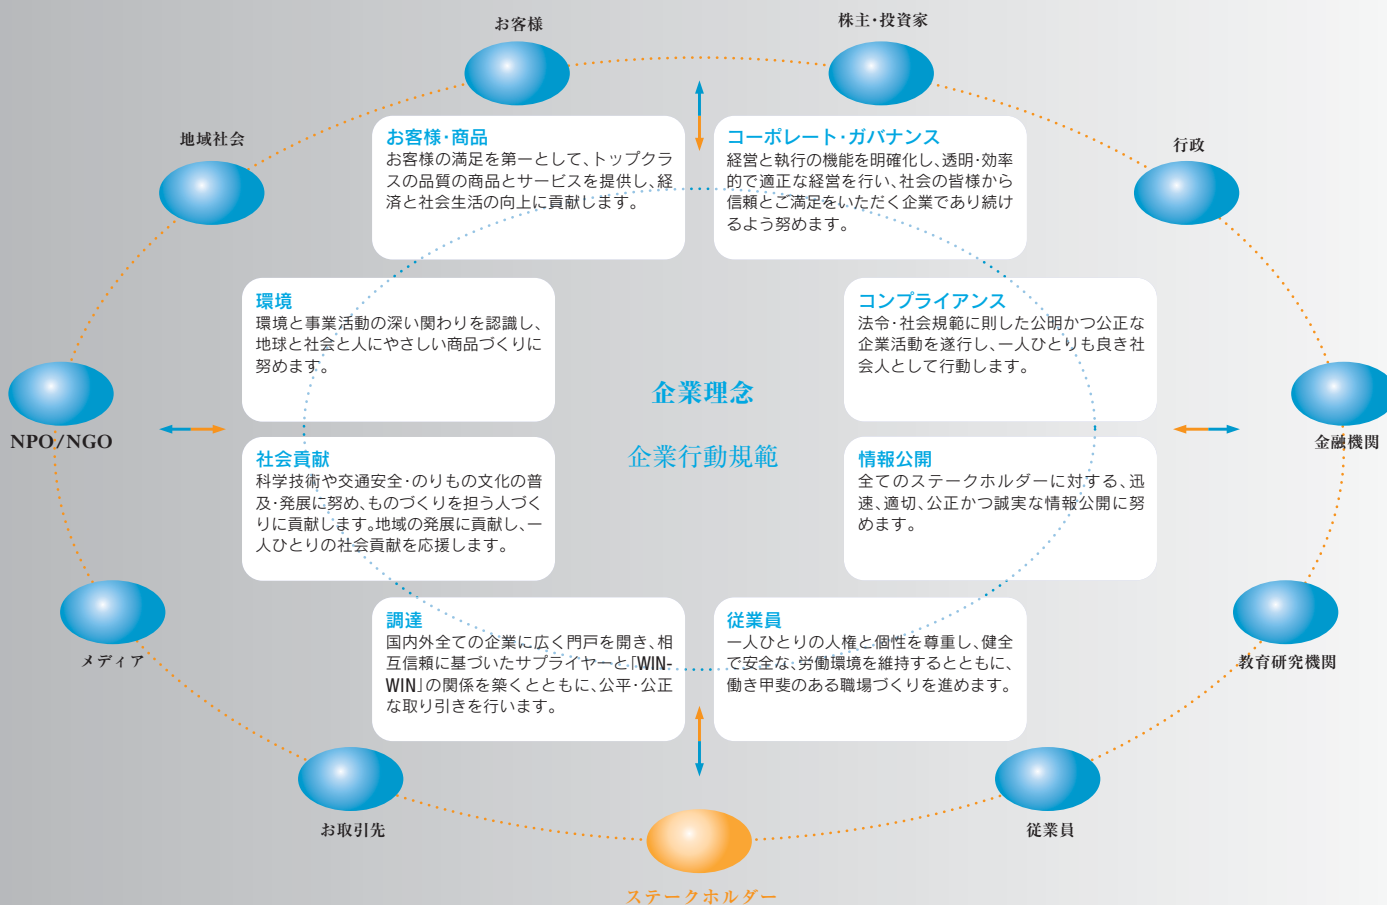 お客様
株主・投資家
地域社会
行政
お客様・商品
お客様の満足を第一として、トップクラ
スの品質の商品とサービスを提供し、経
済と社会生活の向上に貢献します。
コーポレート・ガバナンス
経営と執行の機能を明確化し、透明・効率
的で適正な経営を行い、社会の皆様から
信頼とご満足をいただく企業であり続け
るよう努めます。
環境
環境と事業活動の深い関わりを認識し、
地球と社会と人にやさしい商品づくりに
努めます。
コンプライアンス
法令・社会規範に則した公明かつ公正な
企業活動を遂行し、一人ひとりも良き社
会人として行動します。
企業理念
企業行動規範
NPO/NGO
金融機関
社会貢献
科学技術や交通安全・のりもの文化の普
及・発展に努め、ものづくりを担う人づく
りに貢献します。地域の発展に貢献し、一
人ひとりの社会貢献を応援します。
情報公開
全てのステークホルダーに対する、迅
速、適切、公正かつ誠実な情報公開に努
めます。
調達
国内外全ての企業に広く門戸を開き、相
互信頼に基づいたサプライヤーと「WIN-
WIN」の関係を築くとともに、公平・公正
な取り引きを行います。
従業員
一人ひとりの人権と個性を尊重し、健全
で安全な労働環境を維持するとともに、
働き甲斐のある職場づくりを進めます。
メディア
教育研究機関
お取引先
従業員
ステークホルダー